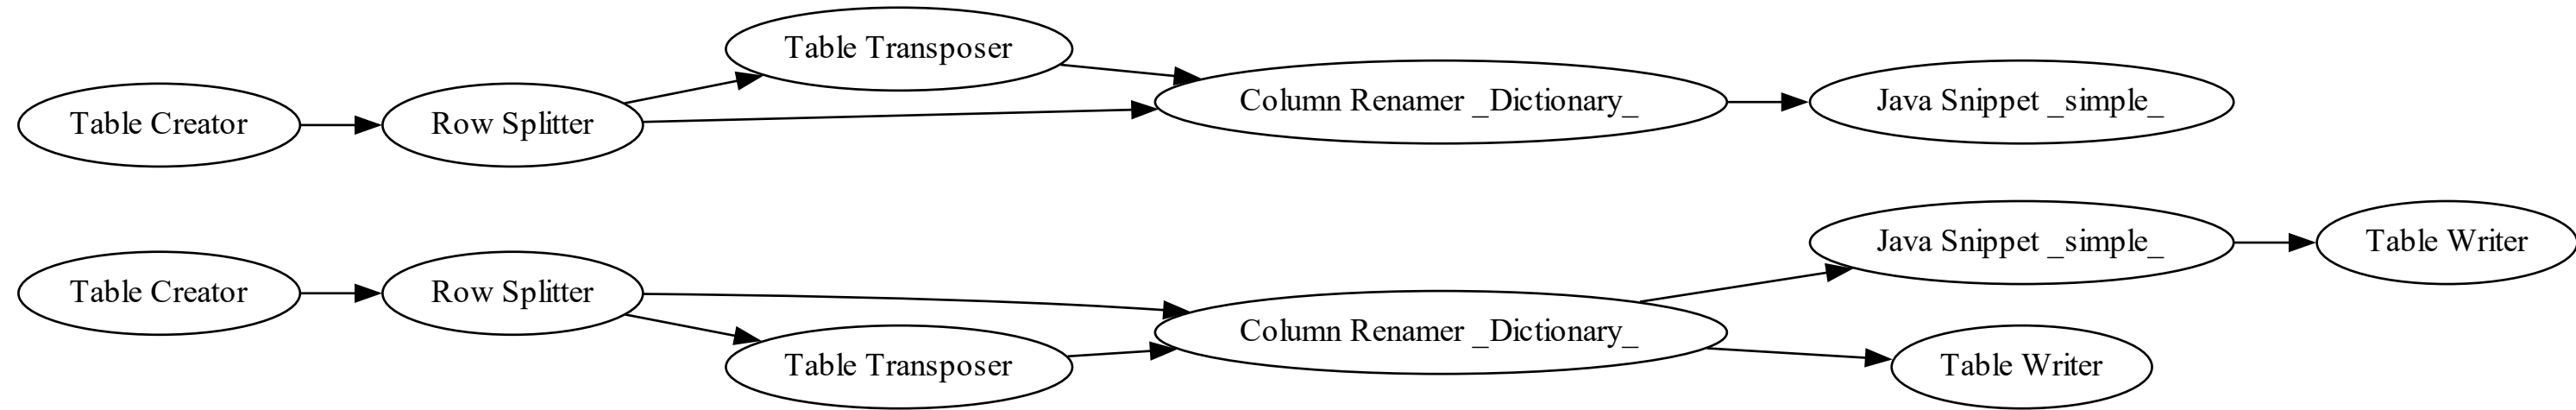 Table Transposer
Table Creator
Row Splitter
Column Renamer _Dictionary_
Java Snippet _simple_
Table Creator
Row Splitter
Table Transposer
Column Renamer _Dictionary_
Java Snippet _simple_
Table Writer
Table Writer